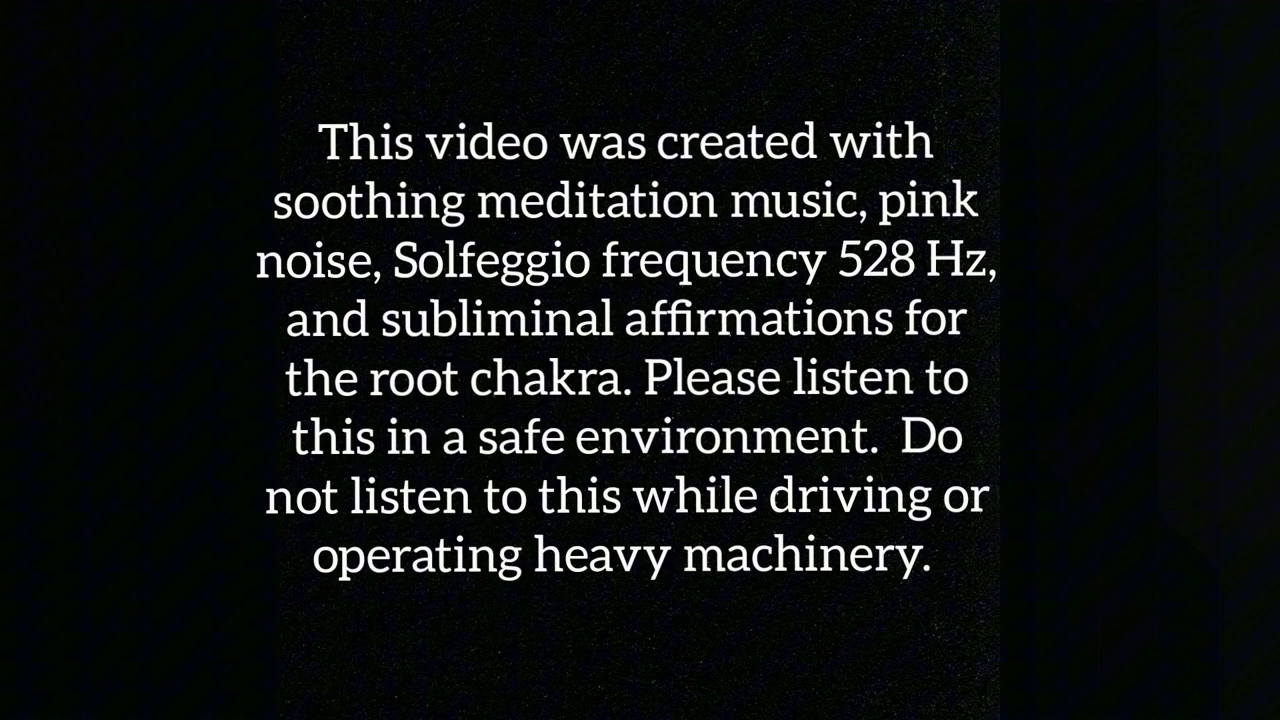 This video was created with
soothing meditation music, pink
noise, Solfeggio frequency 528 Hz,
and subliminal affirmations for
the root chakra. Please listen to
this in a safe environment.  Do
not listen to this while driving or
operating heavy machinery.